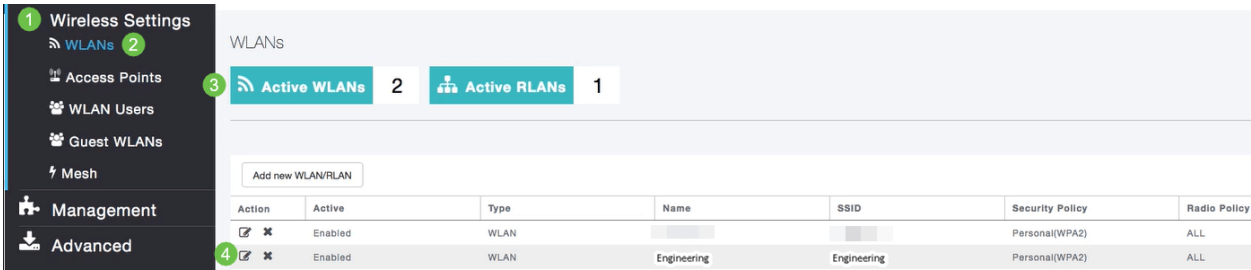 1 Wireless Settings
WLANs 2
Access Points
WLAN Users
Guest WLANs
Mesh
Management
Advanced
WLANs
3 Active WLANs 2 Active RLANs 1
Add new WLAN/RLAN
Action Active Type Name SSID Security Policy Radio Policy
Enabled WLAN Personal(WPA2) ALL
4 Enabled WLAN Engineering Engineering Personal(WPA2) ALL